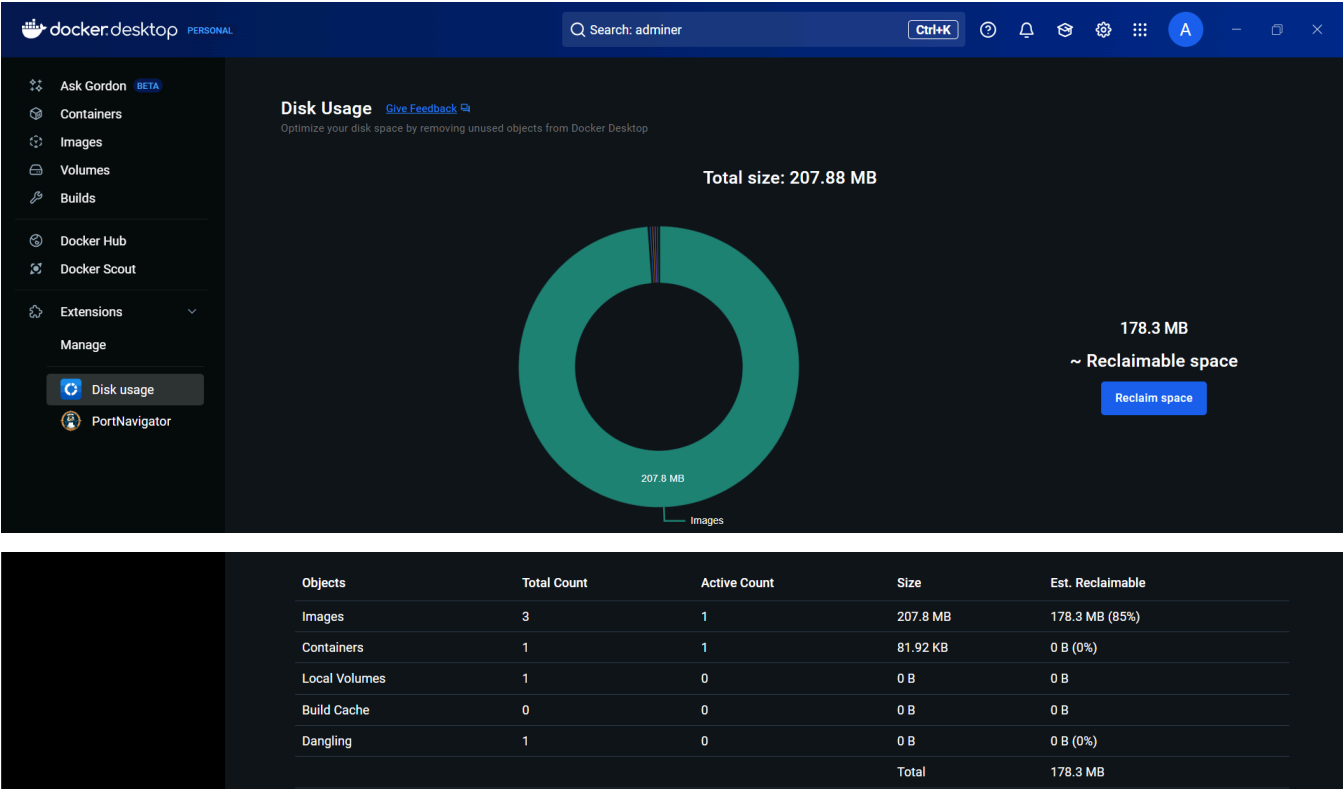 docker.desktop PERSONAL
Search: adminer
Ctrl+K
A
Ask Gordon BETA
Containers
Images
Volumes
Builds
Docker Hub
Docker Scout
Extensions
Manage
Disk usage
PortNavigator
Disk Usage Give Feedback
Optimize your disk space by removing unused objects from Docker Desktop
Total size: 207.88 MB
207.8 MB
Images
178.3 MB
~ Reclaimable space
Reclaim space
Objects Total Count Active Count Size Est. Reclaimable
Images 3 1 207.8 MB 178.3 MB (85%)
Containers 1 1 81.92 KB 0 B (0%)
Local Volumes 1 0 0 B 0 B
Build Cache 0 0 0 B 0 B
Dangling 1 0 0 B 0 B (0%)
Total 178.3 MB